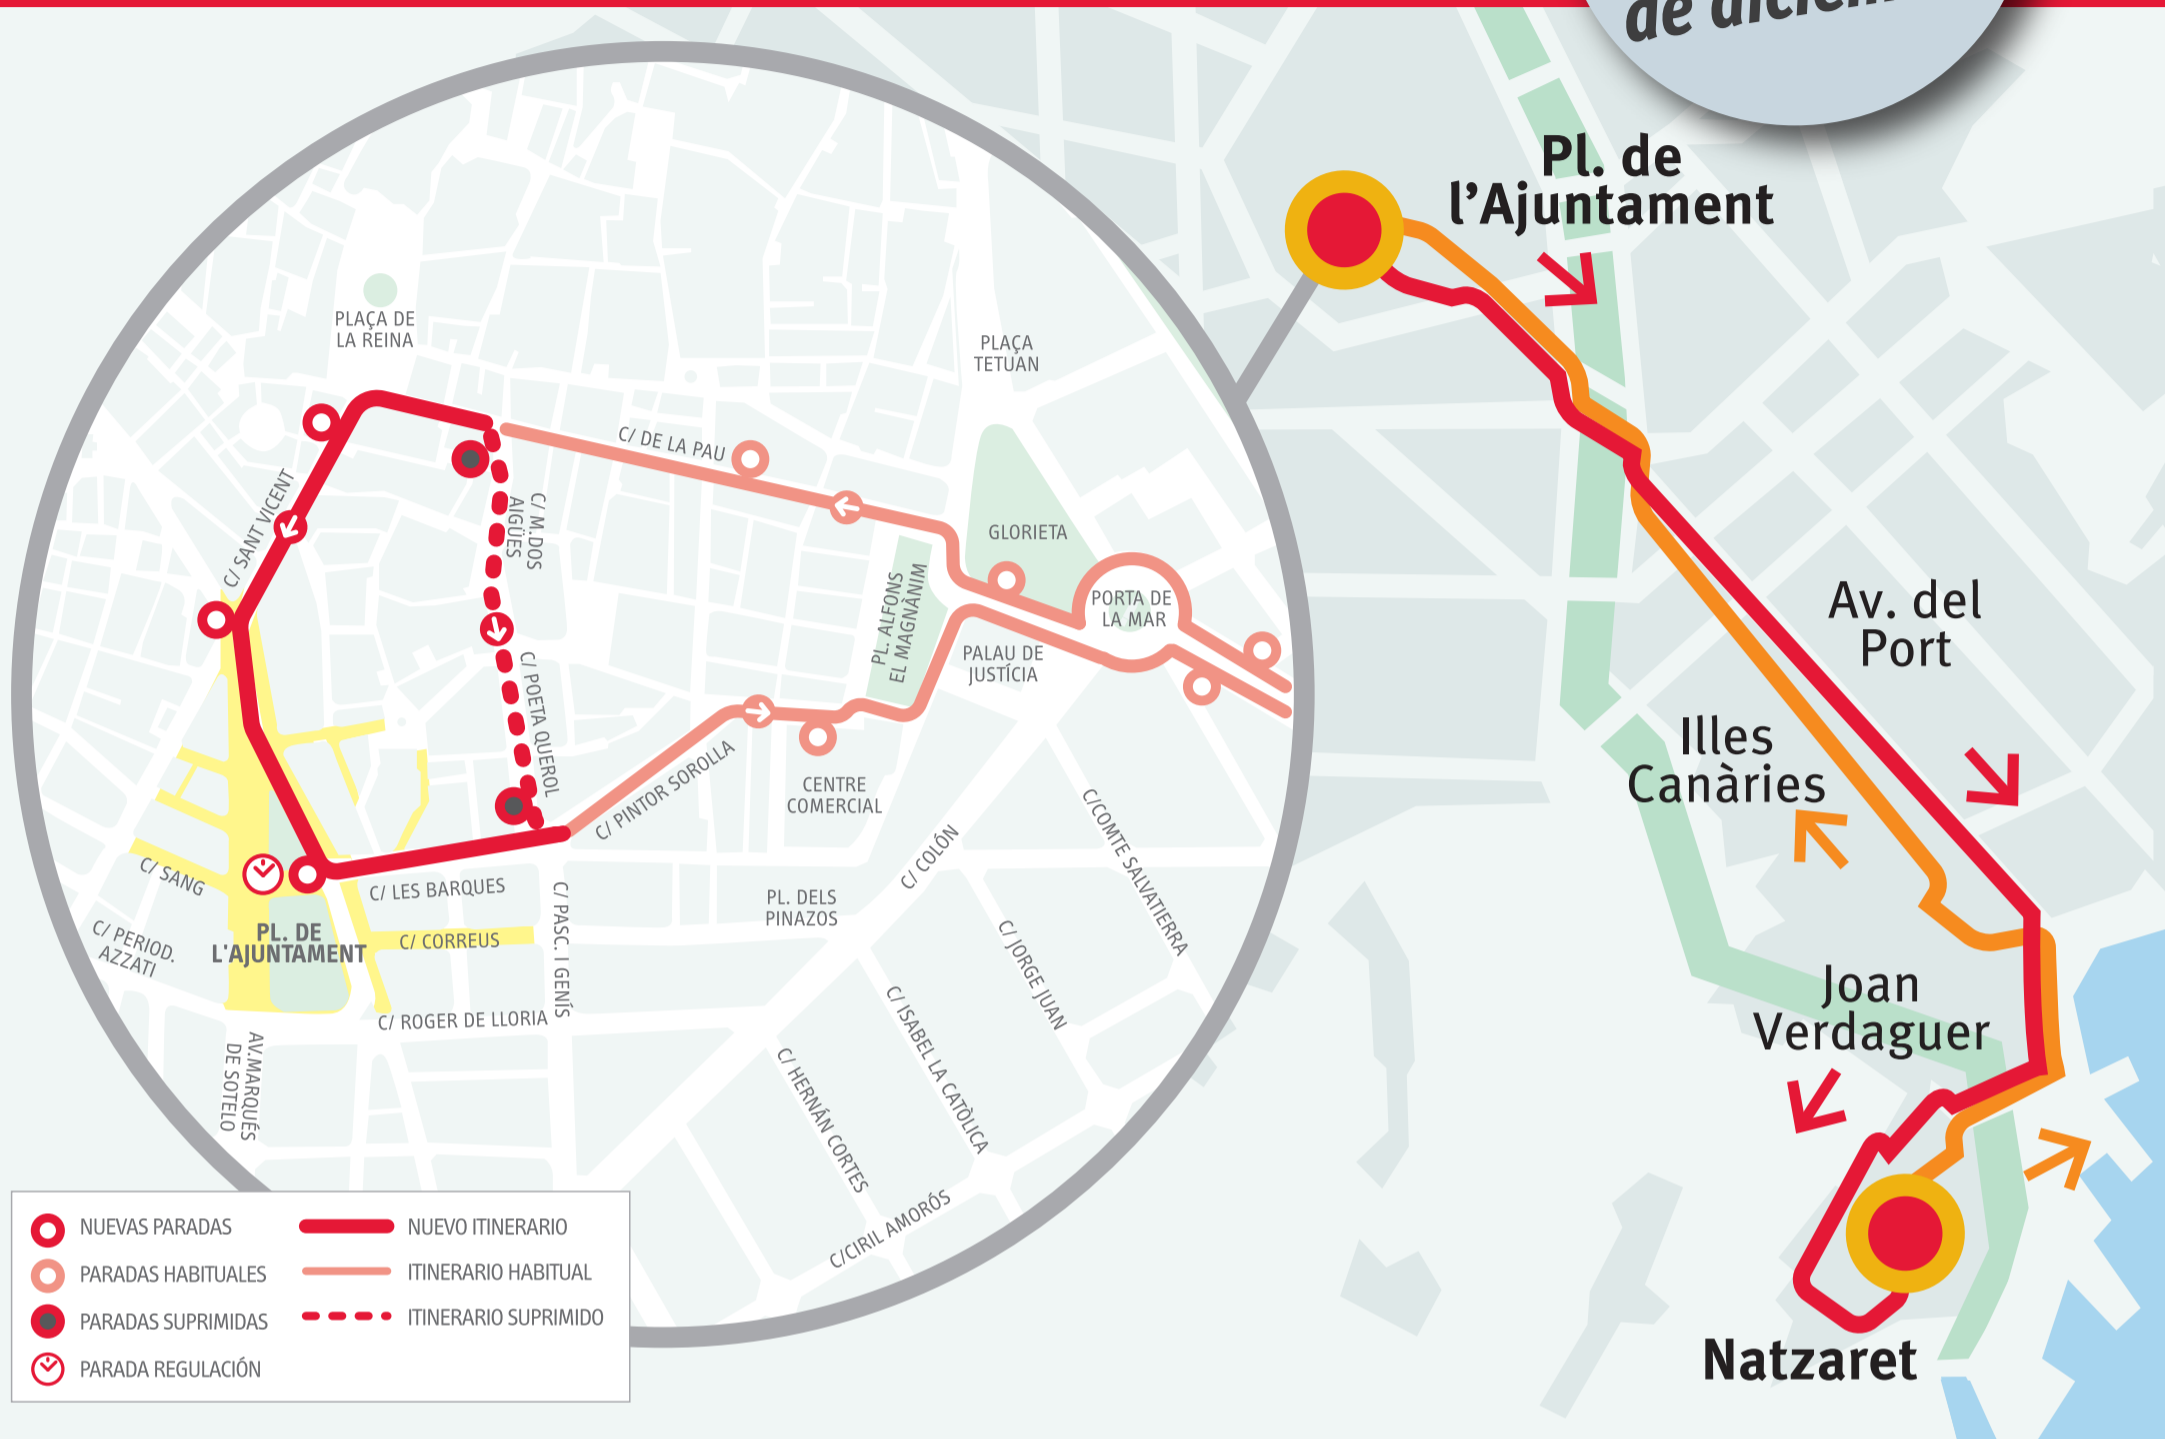 de
Pl. de
l'Ajuntament
PLAÇA DE
LA REINA
PLAÇA
TETUAN
C/ DE LA PAU
C/ SANT VICENT
C/ M.DOS
AIGÜES
GLORIETA
PL. ALFONS
EL MAGNÀNIM
PORTA DE
LA MAR
PALAU DE
JUSTÍCIA
C/ POETA QUEROL
C/ PINTOR SOROLLA
CENTRE
COMERCIAL
Av. del
Port
Illes
Canàries
C/ SANG
C/ LES BARQUES
C/ COLÓN
C/COMTE SALVATIERRA
C/ PERIOD.
AZZATI
PL. DE
L'AJUNTAMENT
C/ CORREUS
C/ PASC. I GENÍS
PL. DELS
PINAZOS
C/ JORGE JUAN
C/ ROGER DE LLORIA
C/ ISABEL LA CATÒLICA
AV.MARQUÉS
DE SOTELO
C/ HERNÁN CORTES
C/CIRIL AMORÓS
Joan
Verdaguer
Natzaret
NUEVAS PARADAS
PARADAS HABITUALES
PARADAS SUPRIMIDAS
PARADA REGULACIÓN
NUEVO ITINERARIO
ITINERARIO HABITUAL
ITINERARIO SUPRIMIDO